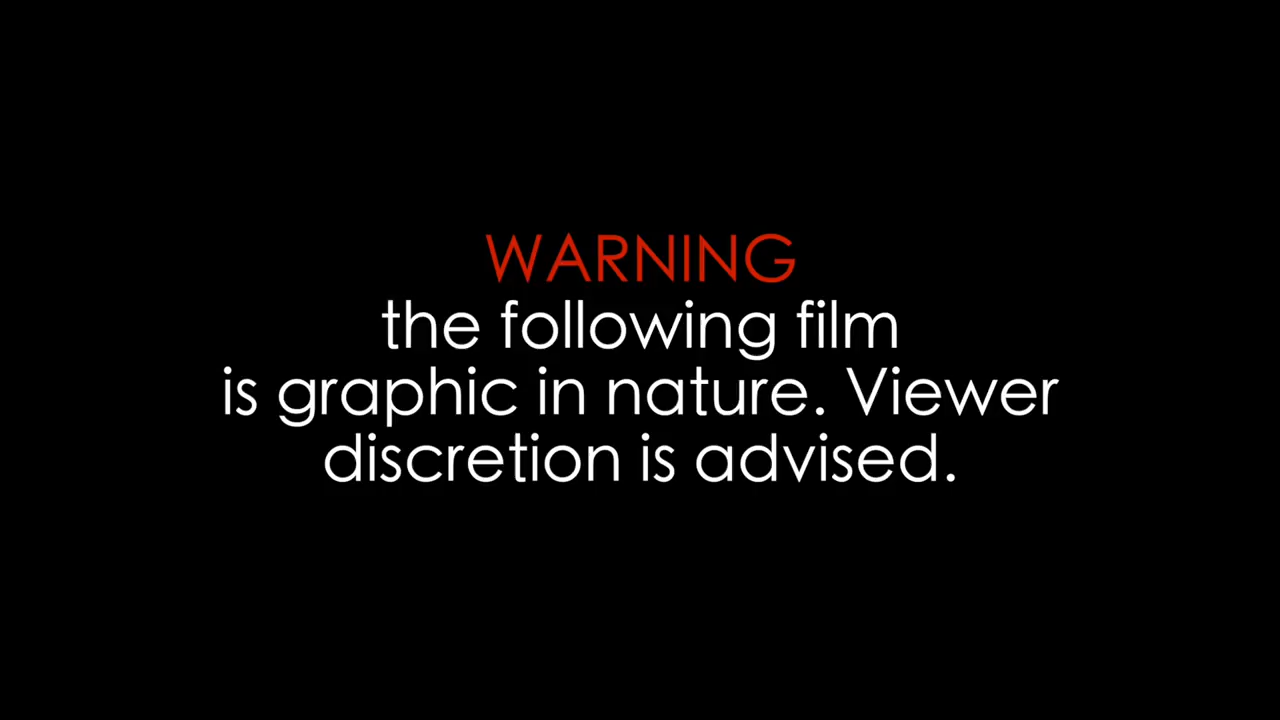 WARNING
the following film
is graphic in nature. Viewer
discretion is advised.